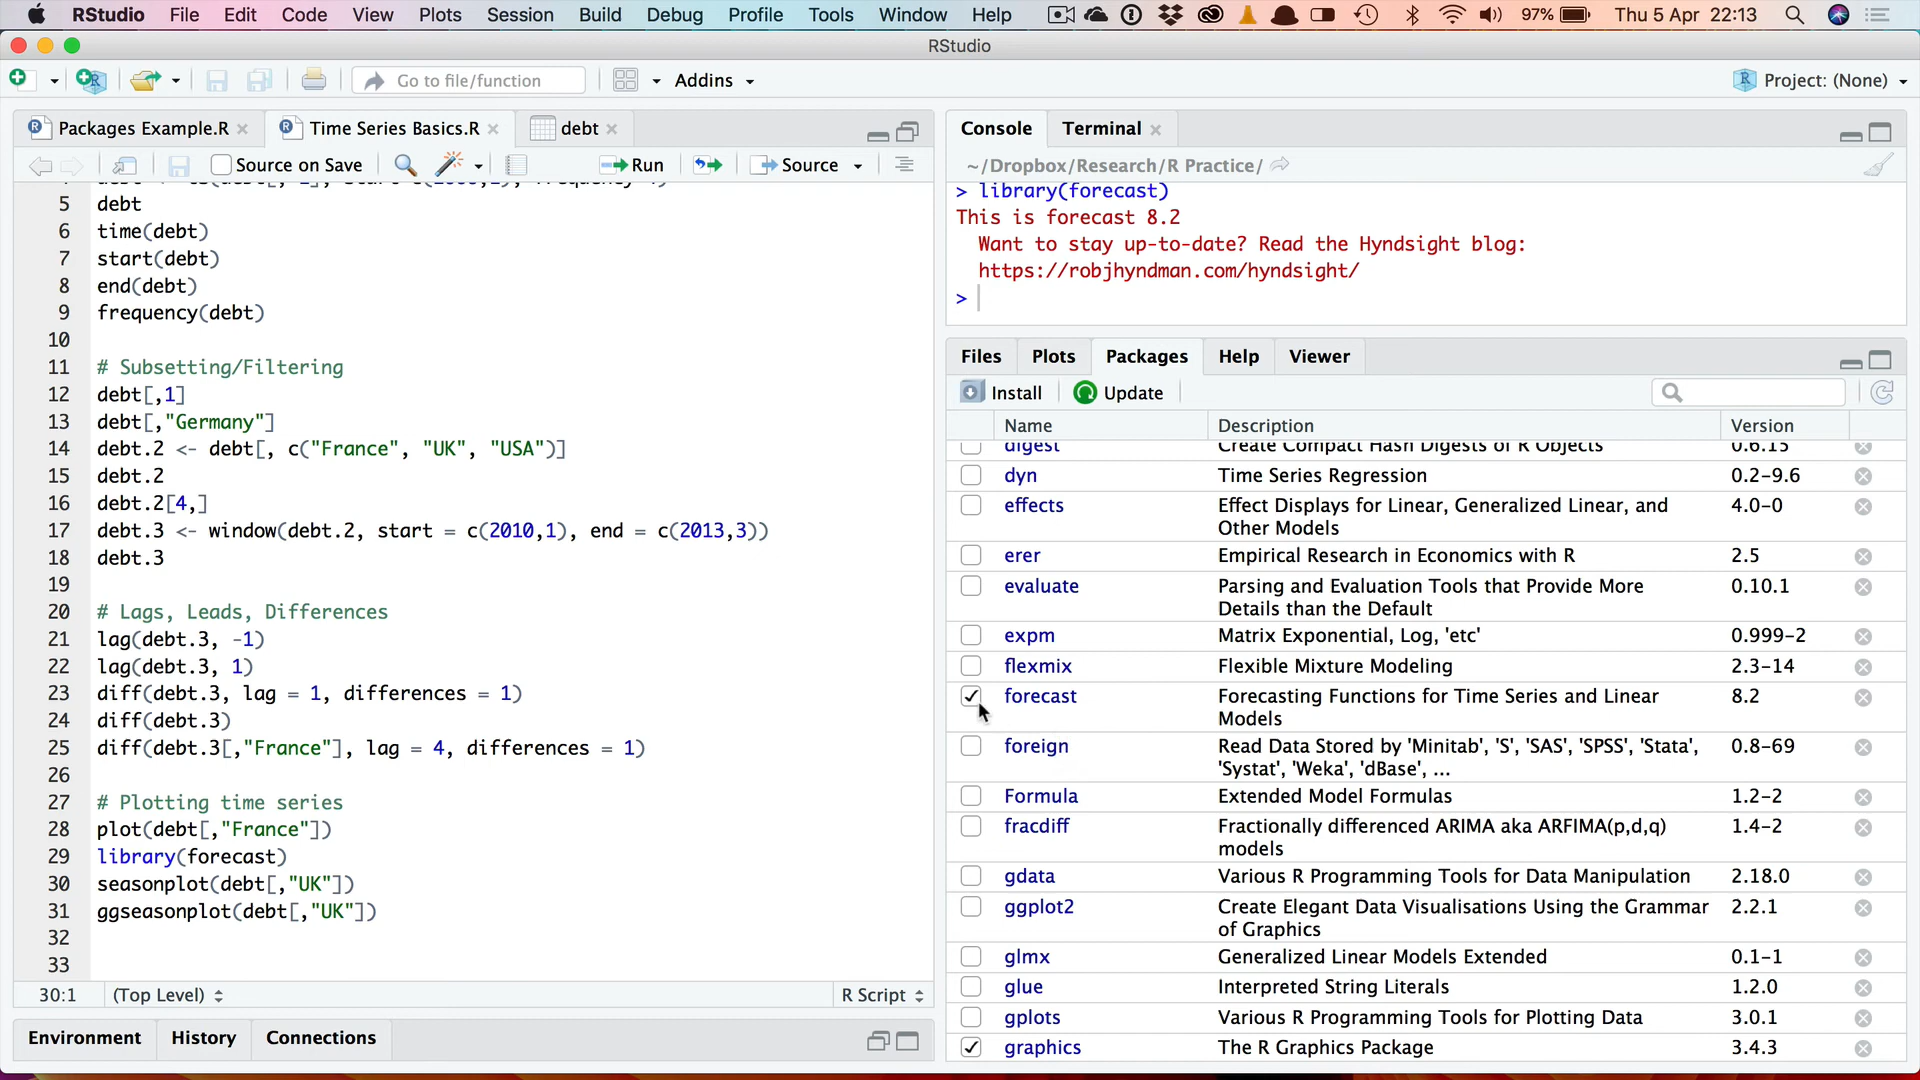 RStudio File Edit Code View Plots Session Build Debug Profile Tools Window Help 97% Thu 5 Apr 22:13
RStudio
Go to file/function Addins Project: (None)
Packages Example.R Time Series Basics.R debt
Source on Save Run Source
5 debt
6 time(debt)
7 start(debt)
8 end(debt)
9 frequency(debt)
10
11 # Subsetting/Filtering
12 debt[,1]
13 debt[,"Germany"]
14 debt.2 <- debt[, c("France", "UK", "USA")]
15 debt.2
16 debt.2[4,]
17 debt.3 <- window(debt.2, start = c(2010,1), end = c(2013,3))
18 debt.3
19
20 # Lags, Leads, Differences
21 lag(debt.3, -1)
22 lag(debt.3, 1)
23 diff(debt.3, lag = 1, differences = 1)
24 diff(debt.3)
25 diff(debt.3[,"France"], lag = 4, differences = 1)
26
27 # Plotting time series
28 plot(debt[,"France"])
29 library(forecast)
30 seasonplot(debt[,"UK"])
31 ggseasonplot(debt[,"UK"])
32
33
30:1 (Top Level) R Script
Environment History Connections
Console Terminal
~/Dropbox/Research/R Practice/
> library(forecast)
This is forecast 8.2
Want to stay up-to-date? Read the Hyndsight blog:
https://robjhyndman.com/hyndsight/
>
Files Plots Packages Help Viewer
Install Update
Name Description Version
digest Create Compact Hash Digests of R Objects 0.6.15
dyn Time Series Regression 0.2-9.6
effects Effect Displays for Linear, Generalized Linear, and 4.0-0
Other Models
erer Empirical Research in Economics with R 2.5
evaluate Parsing and Evaluation Tools that Provide More 0.10.1
Details than the Default
expm Matrix Exponential, Log, 'etc' 0.999-2
flexmix Flexible Mixture Modeling 2.3-14
forecast Forecasting Functions for Time Series and Linear 8.2
Models
foreign Read Data Stored by 'Minitab', 'S', 'SAS', 'SPSS', 'Stata', 0.8-69
'Systat', 'Weka', 'dBase', ...
Formula Extended Model Formulas 1.2-2
fracdiff Fractionally differenced ARIMA aka ARFIMA(p,d,q) 1.4-2
models
gdata Various R Programming Tools for Data Manipulation 2.18.0
ggplot2 Create Elegant Data Visualisations Using the Grammar 2.2.1
of Graphics
glmx Generalized Linear Models Extended 0.1-1
glue Interpreted String Literals 1.2.0
gplots Various R Programming Tools for Plotting Data 3.0.1
graphics The R Graphics Package 3.4.3